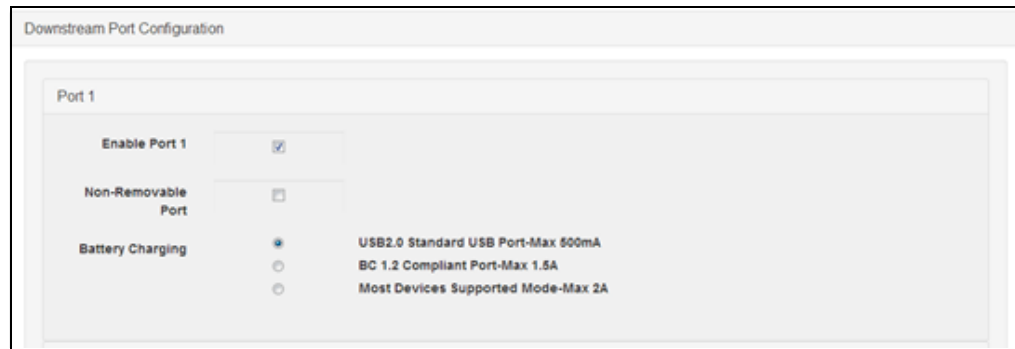 Downstream Port Configuration
Port 1
Enable Port 1
Non-Removable
Port
Battery Charging
USB2.0 Standard USB Port-Max 500mA
BC 1.2 Compliant Port-Max 1.5A
Most Devices Supported Mode-Max 2A